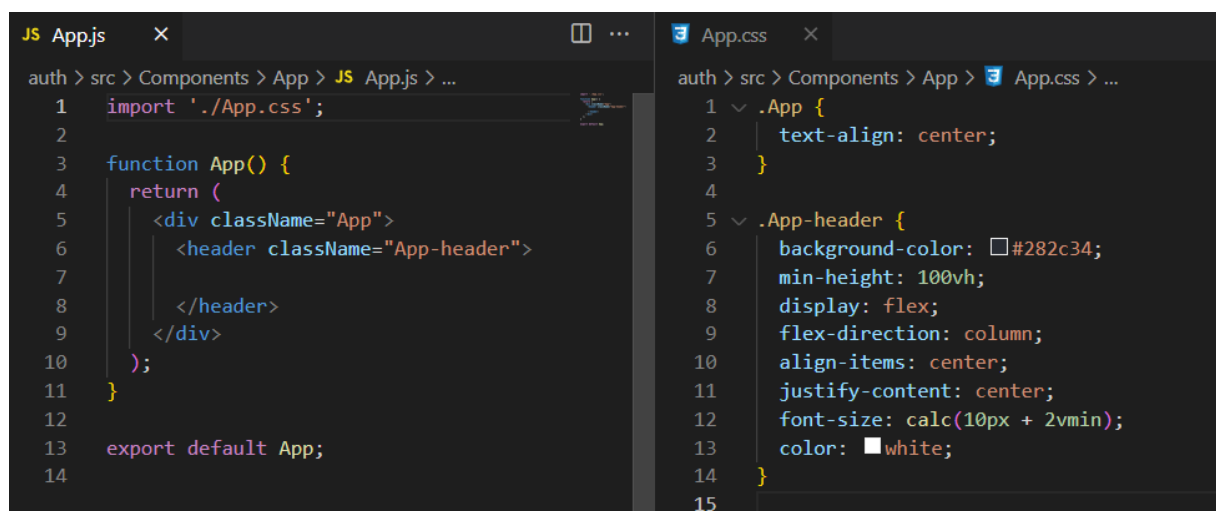 JS App.js ×
auth > src > Components > App > JS App.js > ...
1 import './App.css';
2
3 function App() {
4   return (
5     <div className="App">
6       <header className="App-header">
7
8       </header>
9     </div>
10   );
11 }
12
13 export default App;
14
App.css ×
auth > src > Components > App > App.css > ...
1 .App {
2   text-align: center;
3 }
4
5 .App-header {
6   background-color: #282c34;
7   min-height: 100vh;
8   display: flex;
9   flex-direction: column;
10   align-items: center;
11   justify-content: center;
12   font-size: calc(10px + 2vmin);
13   color: white;
14 }
15